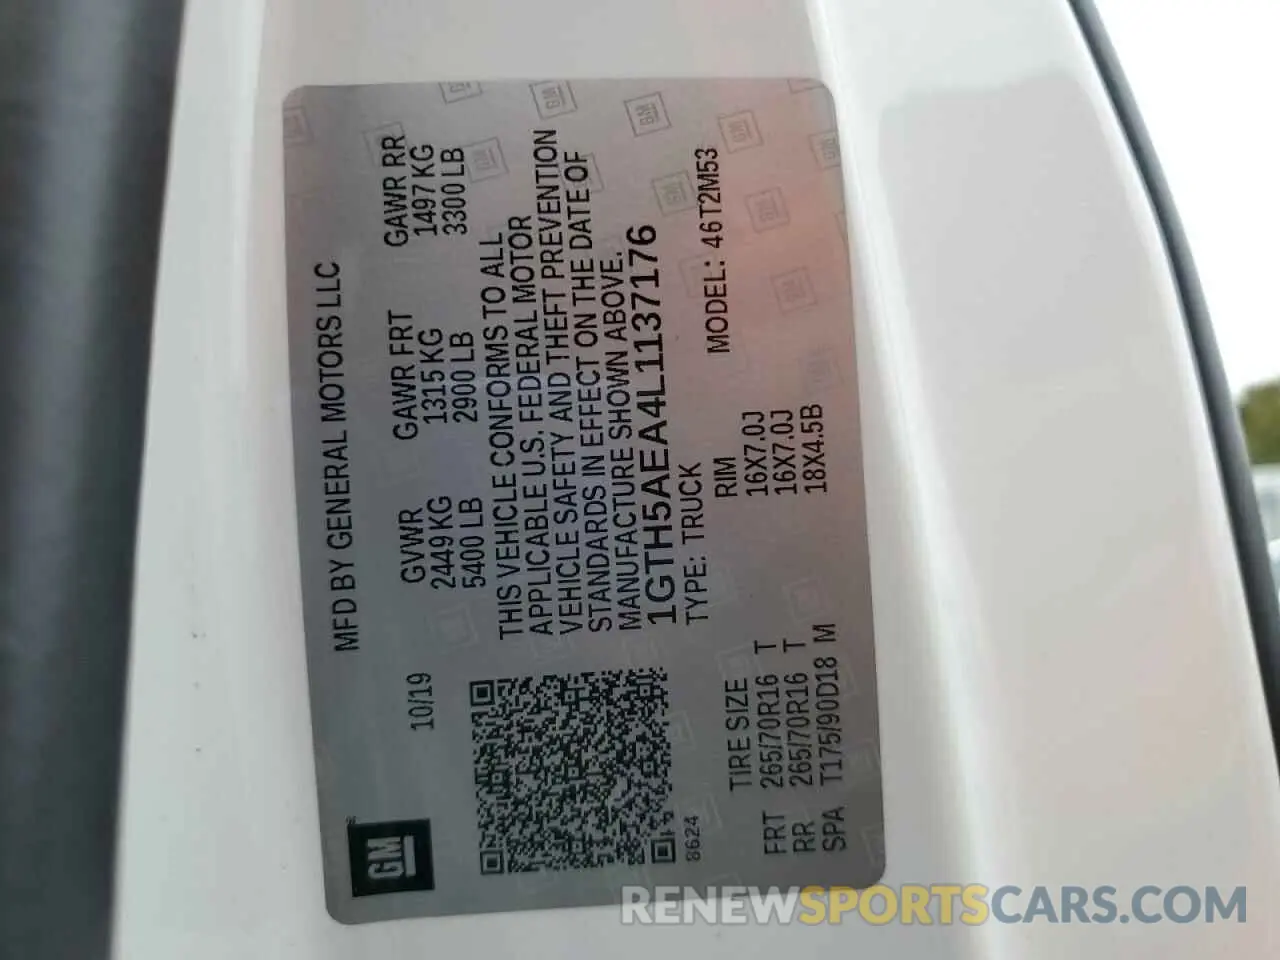 GM
MFD BY GENERAL MOTORS LLC
10/19
GVWR GAWR FRT GAWR RR
2449 KG 1315 KG 1497 KG
5400 LB 2900 LB 3300 LB
THIS VEHICLE CONFORMS TO ALL
APPLICABLE U.S. FEDERAL MOTOR
VEHICLE SAFETY AND THEFT PREVENTION
STANDARDS IN EFFECT ON THE DATE OF
MANUFACTURE SHOWN ABOVE.
1GTH5AEA4L1137176
8624
TYPE: TRUCK MODEL: 46T2M53
TIRE SIZE RIM
FRT 265/70R16 T 16X7.0J
RR 265/70R16 T 16X7.0J
SPA T175/90D18 M 18X4.5B
RENEWSPORTSCARS.COM